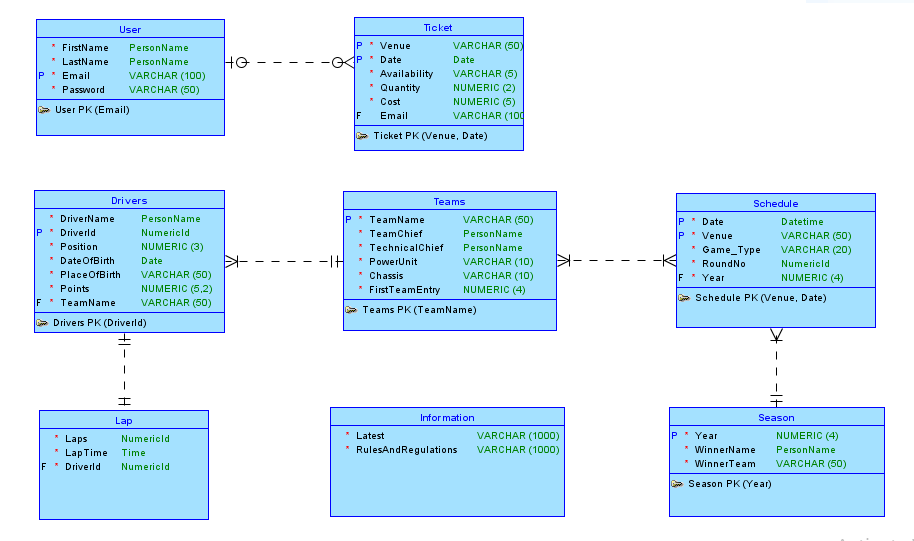 User
* FirstName PersonName
* LastName PersonName
P * Email VARCHAR (100)
* Password VARCHAR (50)
User PK (Email)
Ticket
P * Venue VARCHAR (50)
P * Date Date
* Availability VARCHAR (5)
* Quantity NUMERIC (2)
* Cost NUMERIC (5)
F Email VARCHAR (100
Ticket PK (Venue, Date)
Drivers
* DriverName PersonName
P * DriverId NumericId
* Position NUMERIC (3)
* DateOfBirth Date
* PlaceOfBirth VARCHAR (50)
* Points NUMERIC (5,2)
F * TeamName VARCHAR (50)
Drivers PK (DriverId)
Teams
P * TeamName VARCHAR (50)
* TeamChief PersonName
* TechnicalChief PersonName
* PowerUnit VARCHAR (10)
* Chassis VARCHAR (10)
* FirstTeamEntry NUMERIC (4)
Teams PK (TeamName)
Schedule
P * Date Datetime
P * Venue VARCHAR (50)
* Game_Type VARCHAR (20)
* RoundNo NumericId
F * Year NUMERIC (4)
Schedule PK (Venue, Date)
Lap
* Laps NumericId
* LapTime Time
F * DriverId NumericId
Information
* Latest VARCHAR (1000)
* RulesAndRegulations VARCHAR (1000)
Season
P * Year NUMERIC (4)
* WinnerName PersonName
* WinnerTeam VARCHAR (50)
Season PK (Year)